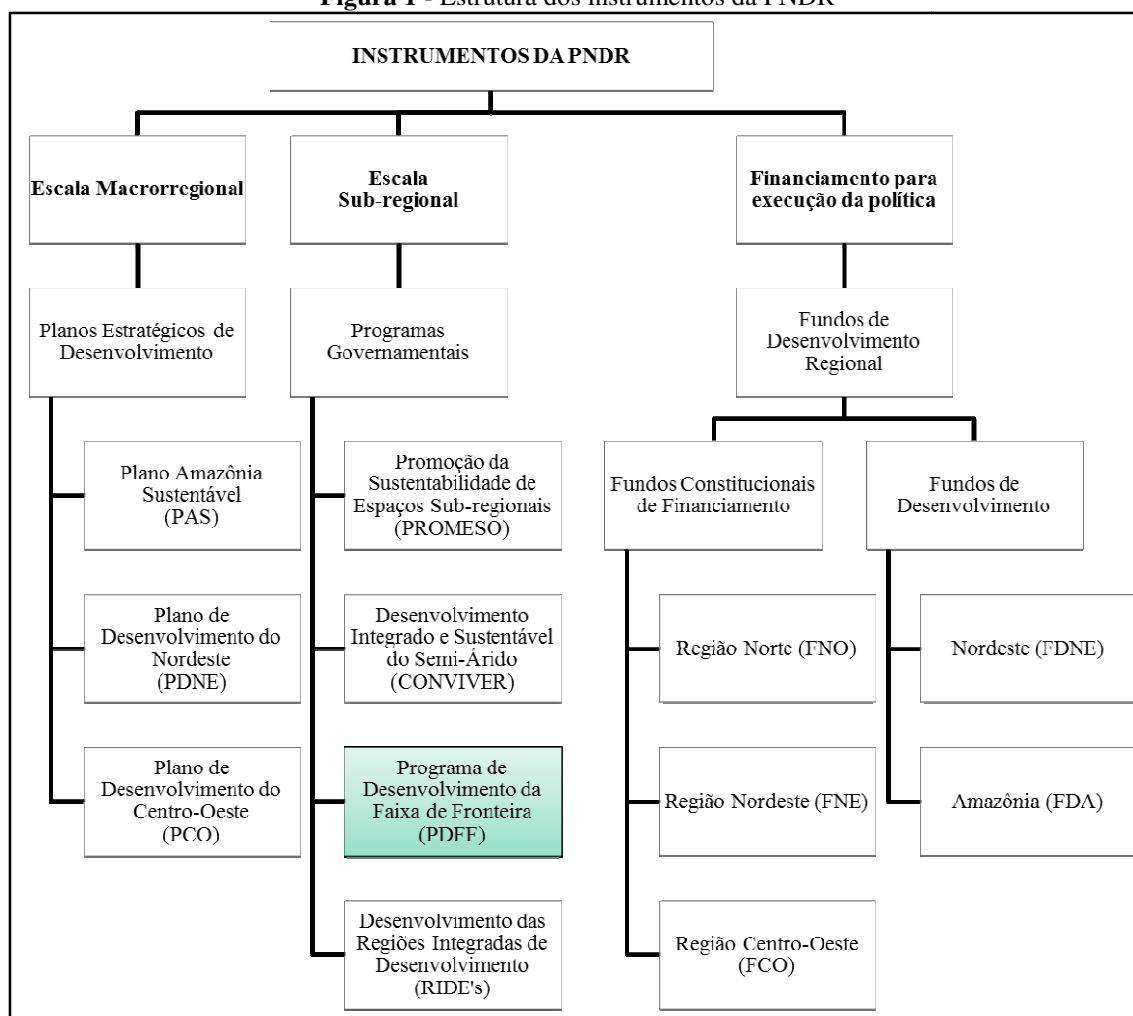 Figura 1 - Estrutura dos instrumentos da PNDR
INSTRUMENTOS DA PNDR
Escala Macrorregional
Planos Estratégicos de
Desenvolvimento
Plano Amazônia
Sustentável
(PAS)
Plano de
Desenvolvimento do
Nordeste
(PDNE)
Plano de
Desenvolvimento do
Centro-Oeste
(PCO)
Escala
Sub-regional
Programas
Governamentais
Promoção da
Sustentabilidade de
Espaços Sub-regionais
(PROMESO)
Desenvolvimento
Integrado e Sustentável
do Semi-Árido
(CONVIVER)
Programa de
Desenvolvimento da
Faixa de Fronteira
(PDFF)
Desenvolvimento das
Regiões Integradas de
Desenvolvimento
(RIDE's)
Financiamento para
execução da política
Fundos de
Desenvolvimento
Regional
Fundos Constitucionais
de Financiamento
Região Norte (FNO)
Região Nordeste (FNE)
Região Centro-Oeste
(FCO)
Fundos de
Desenvolvimento
Nordeste (FDNE)
Amazônia (FDA)